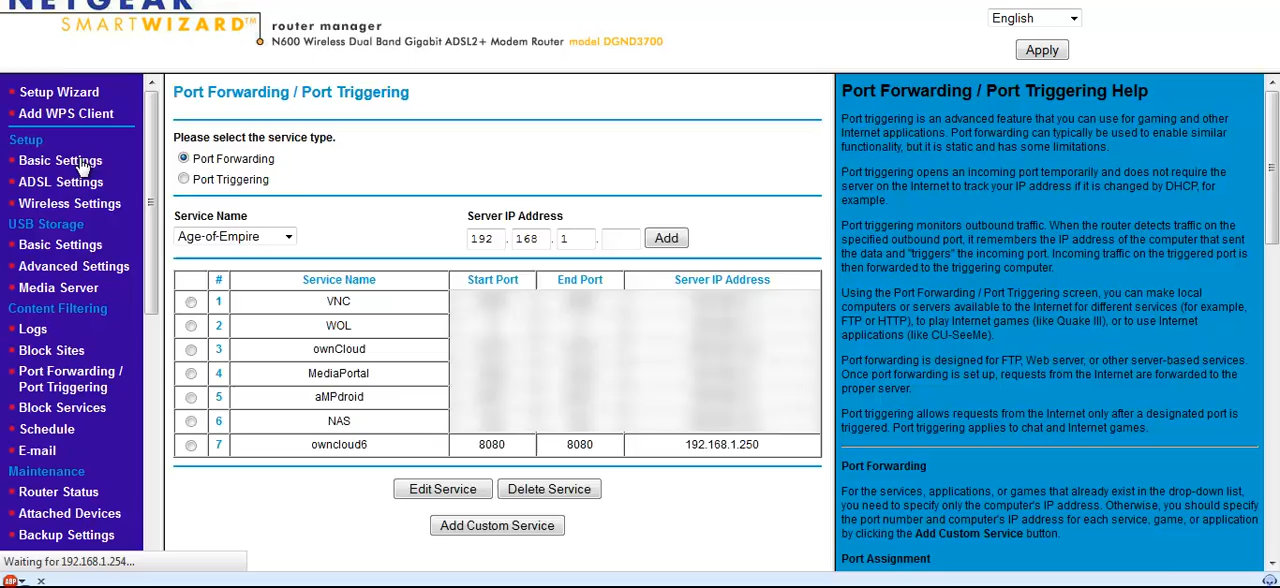 NETGEAR
SMARTWIZARD™
router manager
N600 Wireless Dual Band Gigabit ADSL2+ Modem Router model DGND3700
English
Apply
Setup Wizard
Add WPS Client
Setup
Basic Settings
ADSL Settings
Wireless Settings
USB Storage
Basic Settings
Advanced Settings
Media Server
Content Filtering
Logs
Block Sites
Port Forwarding /
Port Triggering
Block Services
Schedule
E-mail
Maintenance
Router Status
Attached Devices
Backup Settings
Waiting for 192.168.1.254...
ABP
Port Forwarding / Port Triggering
Please select the service type.
Port Forwarding
Port Triggering
Service Name
Server IP Address
Age-of-Empire
192 . 168 . 1 .
Add
# Service Name Start Port End Port Server IP Address
1 VNC
2 WOL
3 ownCloud
4 MediaPortal
5 aMPdroid
6 NAS
7 owncloud6 8080 8080 192.168.1.250
Edit Service Delete Service
Add Custom Service
Port Forwarding / Port Triggering Help
Port triggering is an advanced feature that you can use for gaming and other
Internet applications. Port forwarding can typically be used to enable similar
functionality, but it is static and has some limitations.
Port triggering opens an incoming port temporarily and does not require the
server on the Internet to track your IP address if it is changed by DHCP, for
example.
Port triggering monitors outbound traffic. When the router detects traffic on the
specified outbound port, it remembers the IP address of the computer that sent
the data and "triggers" the incoming port. Incoming traffic on the triggered port is
then forwarded to the triggering computer.
Using the Port Forwarding / Port Triggering screen, you can make local
computers or servers available to the Internet for different services (for example,
FTP or HTTP), to play Internet games (like Quake III), or to use Internet
applications (like CU-SeeMe).
Port forwarding is designed for FTP, Web server, or other server-based services.
Once port forwarding is set up, requests from the Internet are forwarded to the
proper server.
Port triggering allows requests from the Internet only after a designated port is
triggered. Port triggering applies to chat and Internet games.
Port Forwarding
For the services, applications, or games that already exist in the drop-down list,
you need to specify only the computer's IP address. Otherwise, you should specify
the port number and computer's IP address for each service, game, or application
by clicking the Add Custom Service button.
Port Assignment